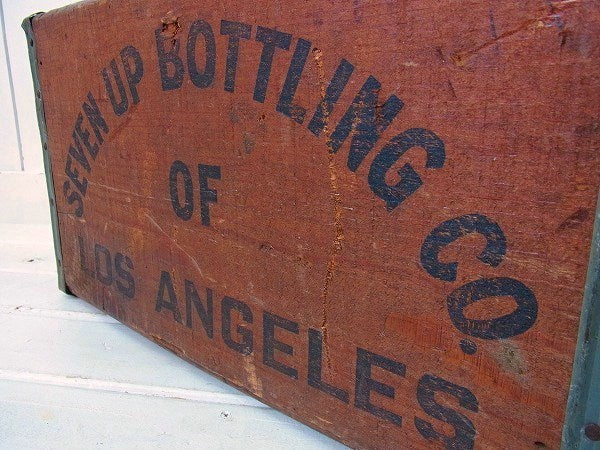 SEVEN UP BOTTLING CO.
OF
LOS ANGELES